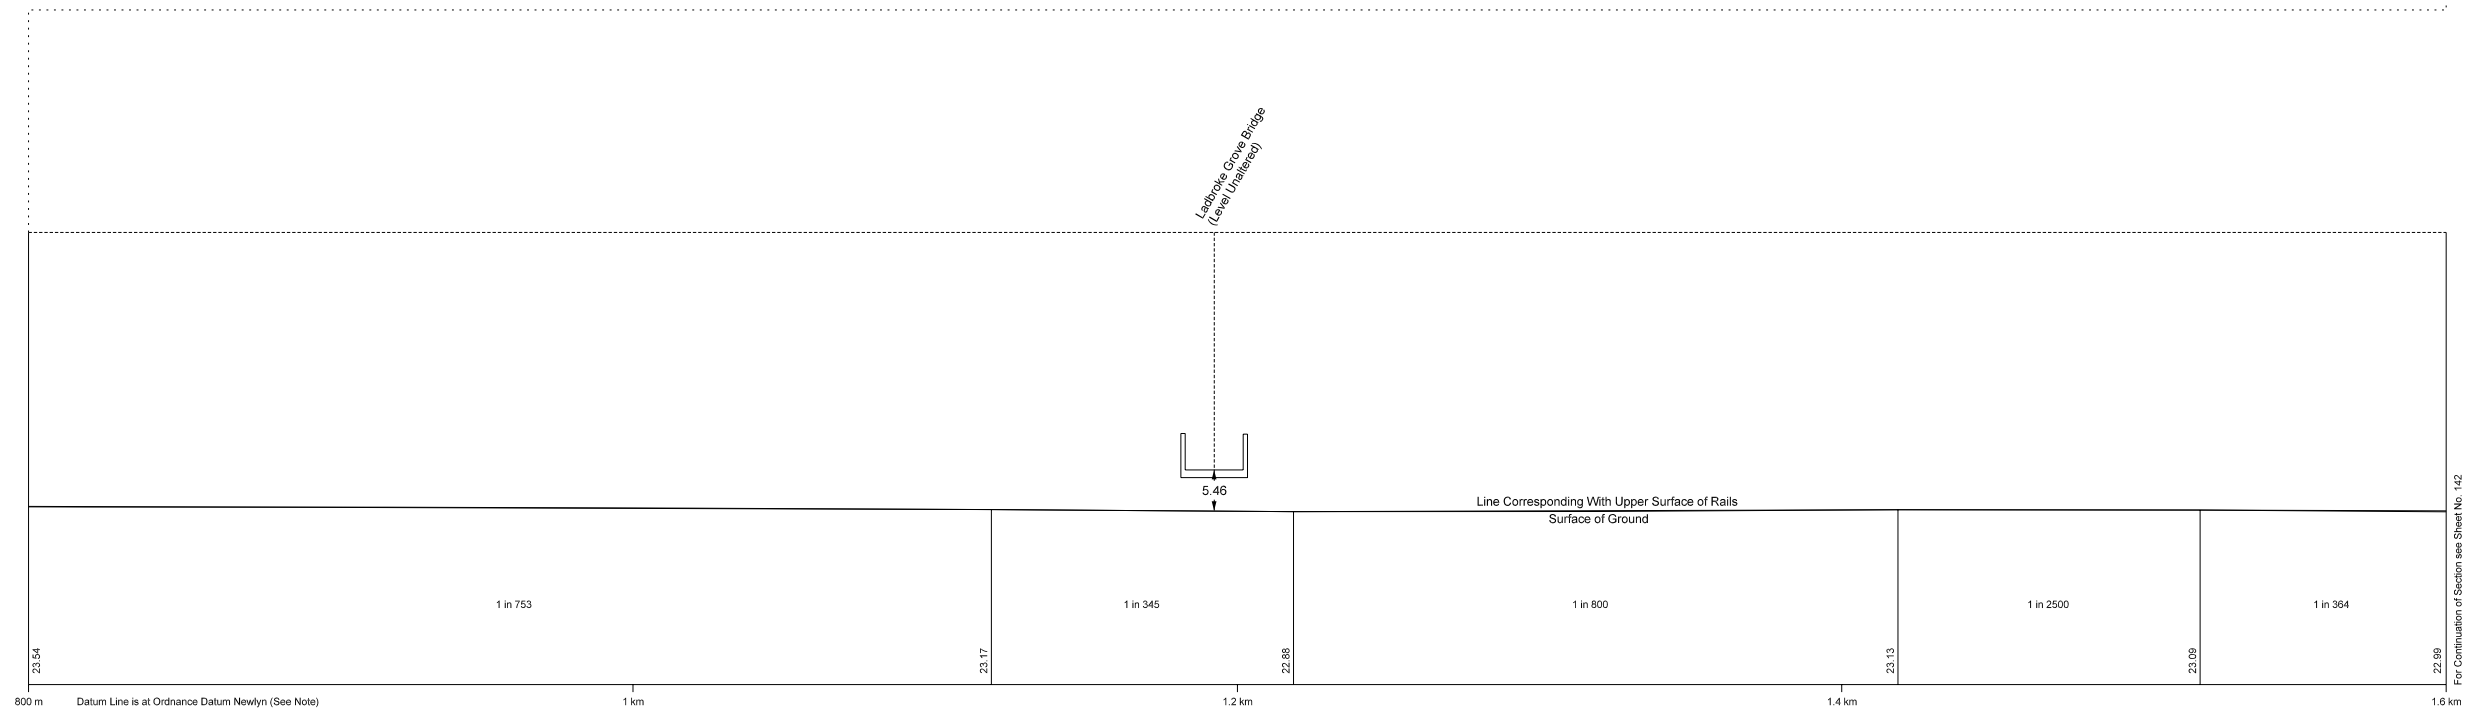 Ladbroke Grove Bridge
(Level Unaltered)
5.46
Line Corresponding With Upper Surface of Rails
Surface of Ground
1 in 753
1 in 345
1 in 800
1 in 2500
1 in 364
23.54
23.17
22.88
23.13
23.09
22.99
For Continuation of Section see Sheet No. 142
800 m
Datum Line is at Ordnance Datum Newlyn (See Note)
1 km
1.2 km
1.4 km
1.6 km